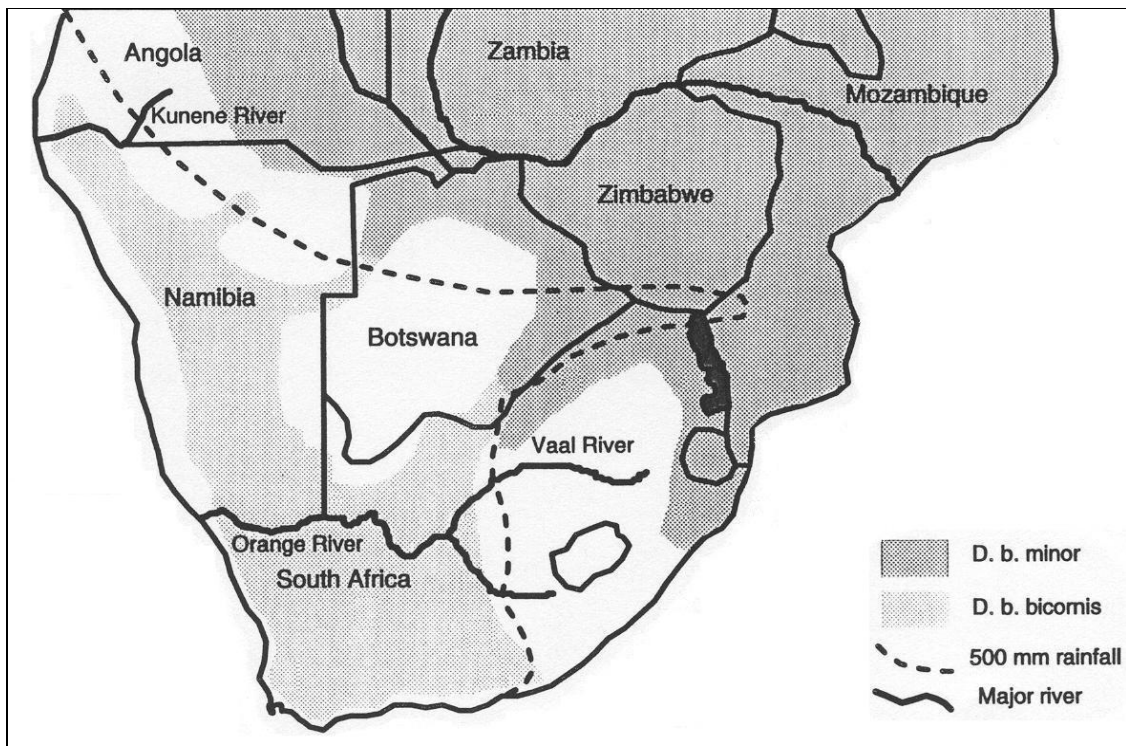 Angola
Zambia
Mozambique
Kunene River
Zimbabwe
Namibia
Botswana
Vaal River
Orange River
South Africa
D. b. minor
D. b. bicornis
500 mm rainfall
Major river